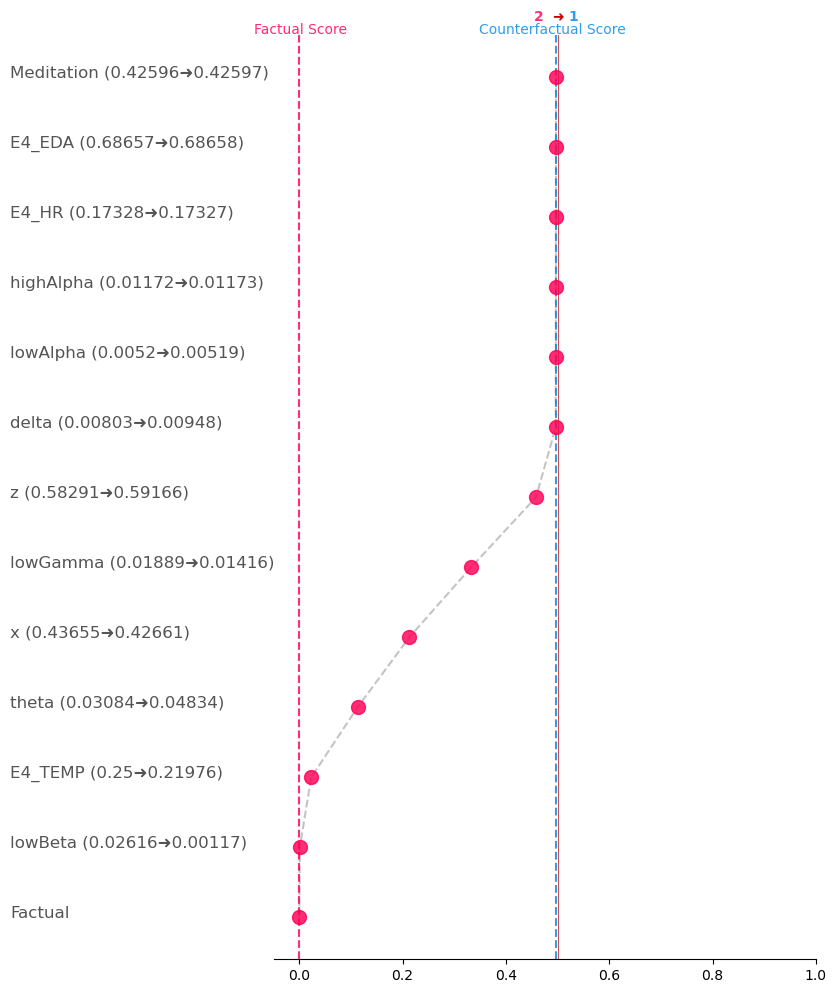 2 ➜ 1
Factual Score Counterfactual Score
Meditation (0.42596➜0.42597)
E4_EDA (0.68657➜0.68658)
E4_HR (0.17328➜0.17327)
highAlpha (0.01172➜0.01173)
lowAlpha (0.0052➜0.00519)
delta (0.00803➜0.00948)
z (0.58291➜0.59166)
lowGamma (0.01889➜0.01416)
x (0.43655➜0.42661)
theta (0.03084➜0.04834)
E4_TEMP (0.25➜0.21976)
lowBeta (0.02616➜0.00117)
Factual
0.0 0.2 0.4 0.6 0.8 1.0